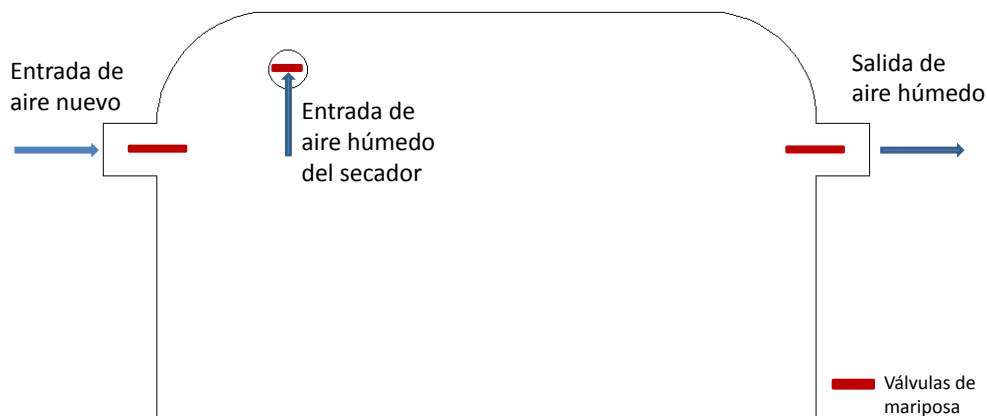 Entrada de
aire nuevo
Entrada de
aire húmedo
del secador
Salida de
aire húmedo
Válvulas de
mariposa